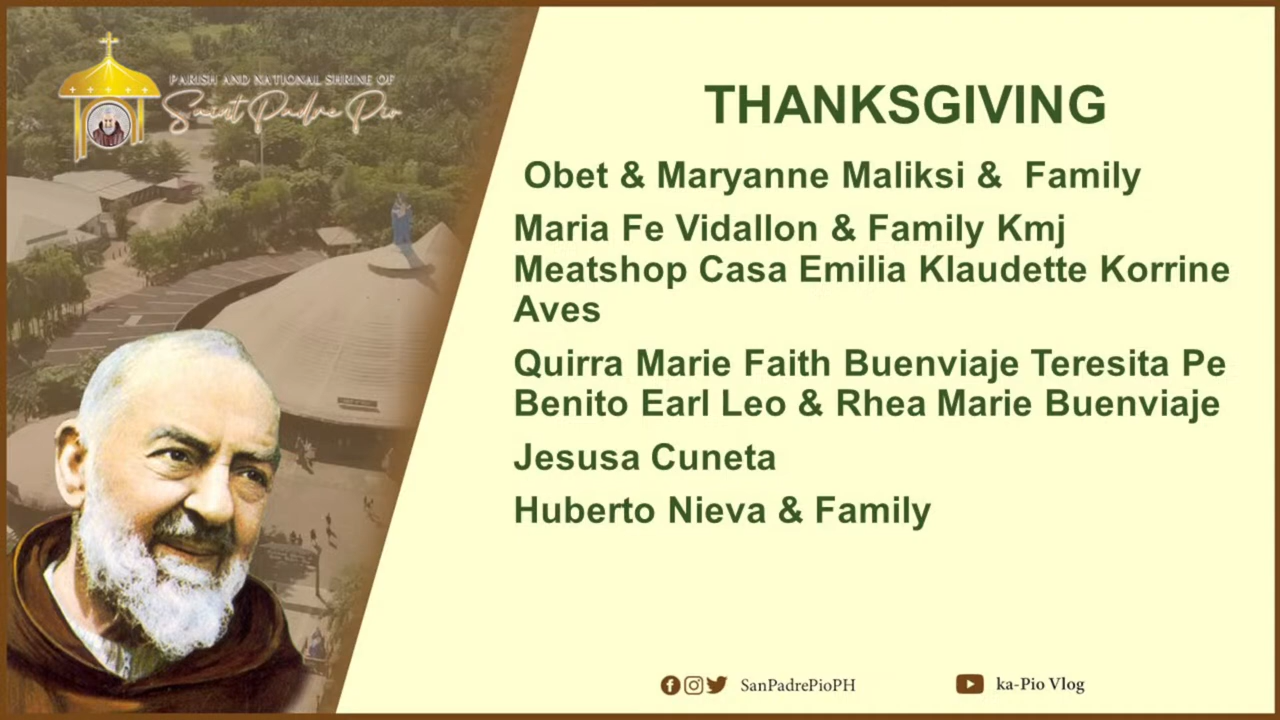 PARISH AND NATIONAL SHRINE OF
Saint Padre Pio
THANKSGIVING
Obet & Maryanne Maliksi & Family
Maria Fe Vidallon & Family Kmj
Meatshop Casa Emilia Klaudette Korrine
Aves
Quirra Marie Faith Buenviaje Teresita Pe
Benito Earl Leo & Rhea Marie Buenviaje
Jesusa Cuneta
Huberto Nieva & Family
SanPadrePioPH
ka-Pio Vlog